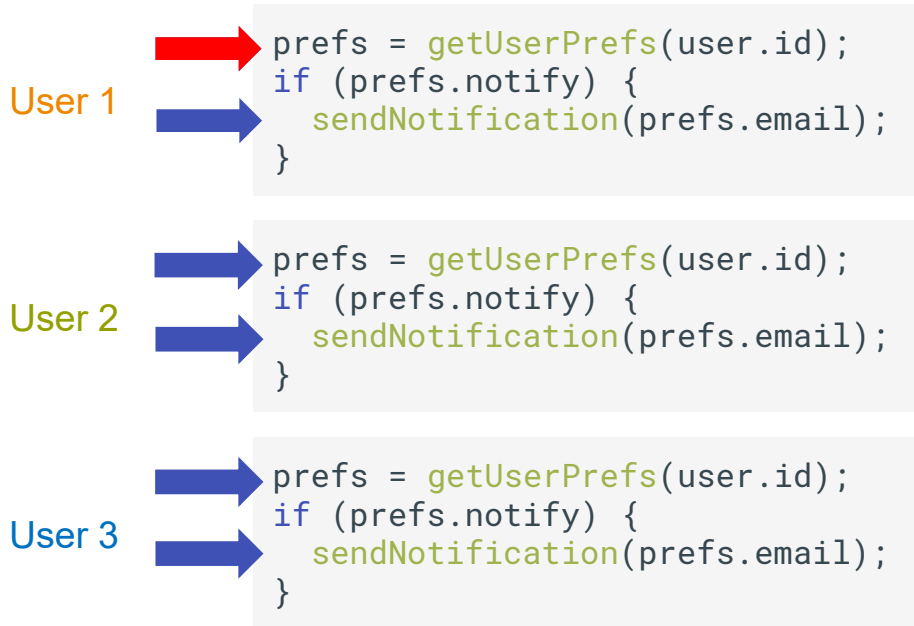 prefs = getUserPrefs(user.id);
if (prefs.notify) {
User 1
sendNotification(prefs.email);
}
prefs = getUserPrefs(user.id);
if (prefs.notify) {
User 2
sendNotification(prefs.email);
}
prefs = getUserPrefs(user.id);
if (prefs.notify) {
User 3
sendNotification(prefs.email);
}